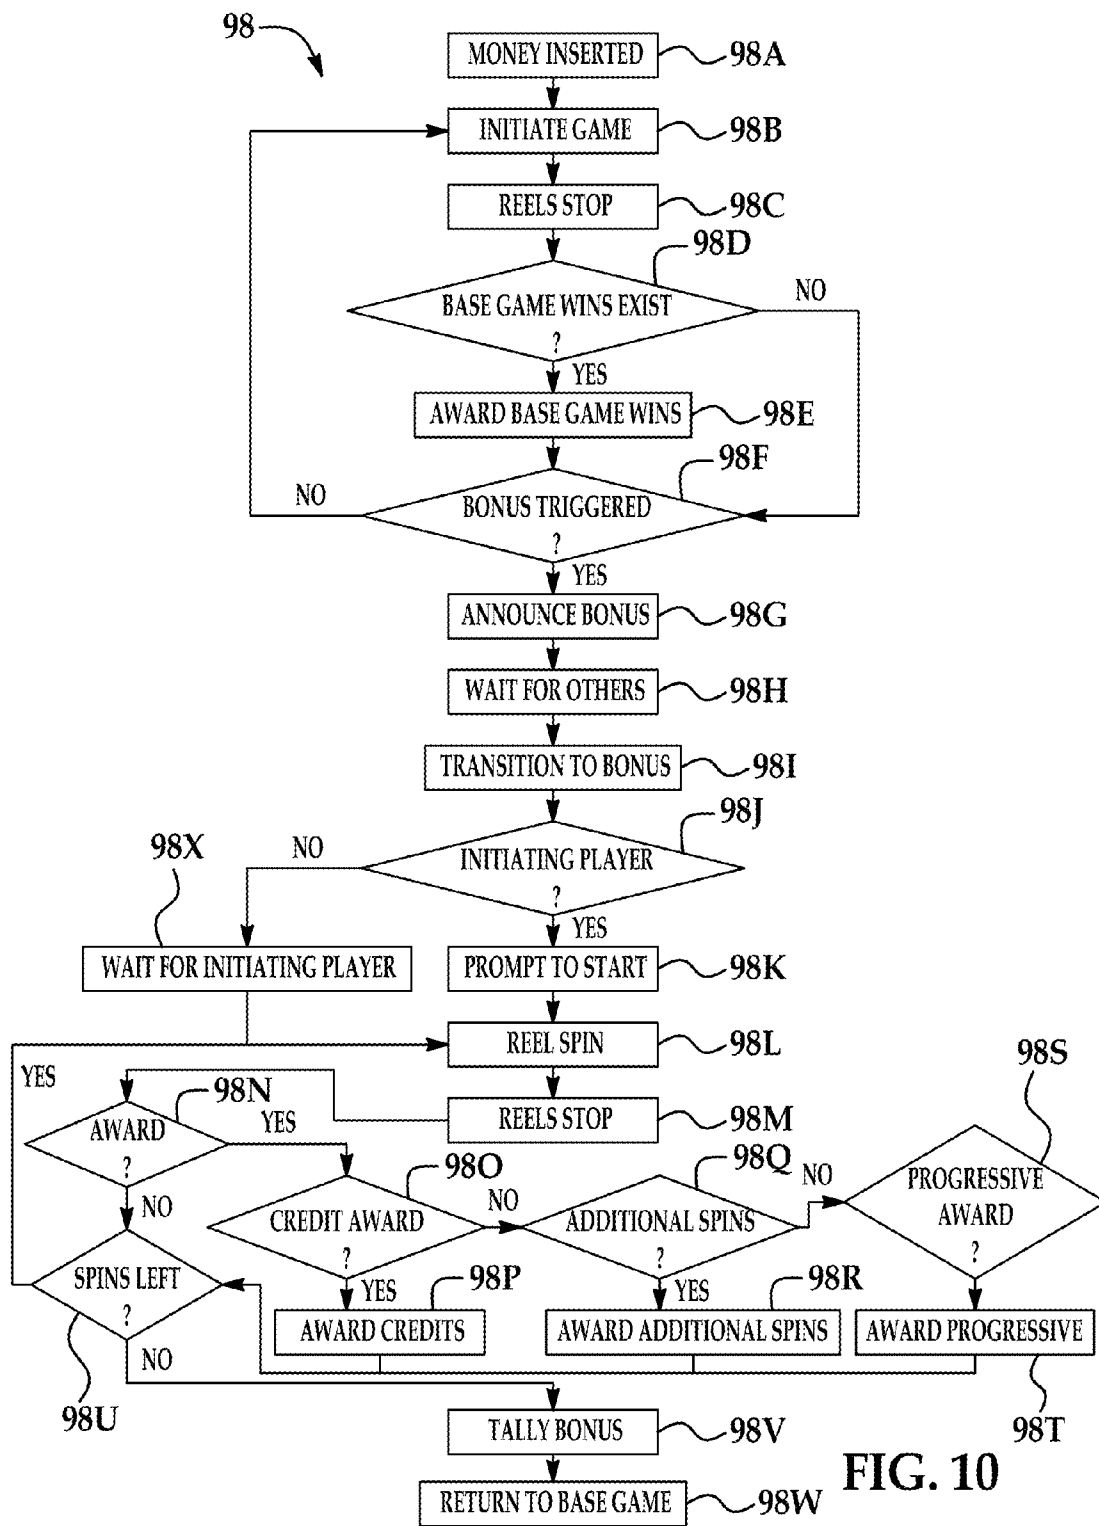 98
MONEY INSERTED
98A
INITIATE GAME
98B
REELS STOP
98C
98D
BASE GAME WINS EXIST
?
NO
YES
AWARD BASE GAME WINS
98E
98F
NO
BONUS TRIGGERED
?
YES
ANNOUNCE BONUS
98G
WAIT FOR OTHERS
98H
TRANSITION TO BONUS
98I
98J
98X
NO
INITIATING PLAYER
?
YES
WAIT FOR INITIATING PLAYER
PROMPT TO START
98K
REEL SPIN
98L
98S
YES
98N
REELS STOP
98M
AWARD
?
YES
98O
98Q
NO
CREDIT AWARD
?
NO
ADDITIONAL SPINS
?
NO
PROGRESSIVE
AWARD
?
SPINS LEFT
?
YES
98P
YES
98R
AWARD CREDITS
AWARD ADDITIONAL SPINS
AWARD PROGRESSIVE
NO
98U
98T
TALLY BONUS
98V
FIG. 10
RETURN TO BASE GAME
98W